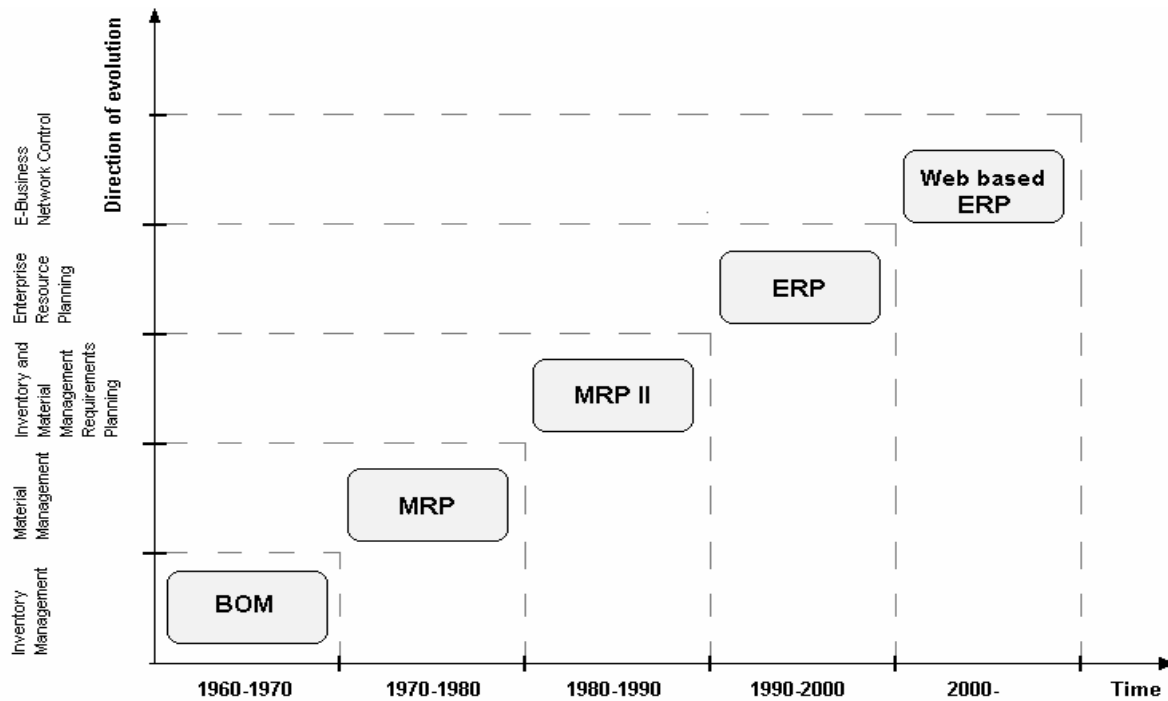 Direction of evolution
E-Business
Network Control
Enterprise
Resource
Planning
Inventory and
Material
Management
Requirements
Planning
Material
Management
Inventory
Management
Web based
ERP
ERP
MRP II
MRP
BOM
1960-1970
1970-1980
1980-1990
1990-2000
2000-
Time